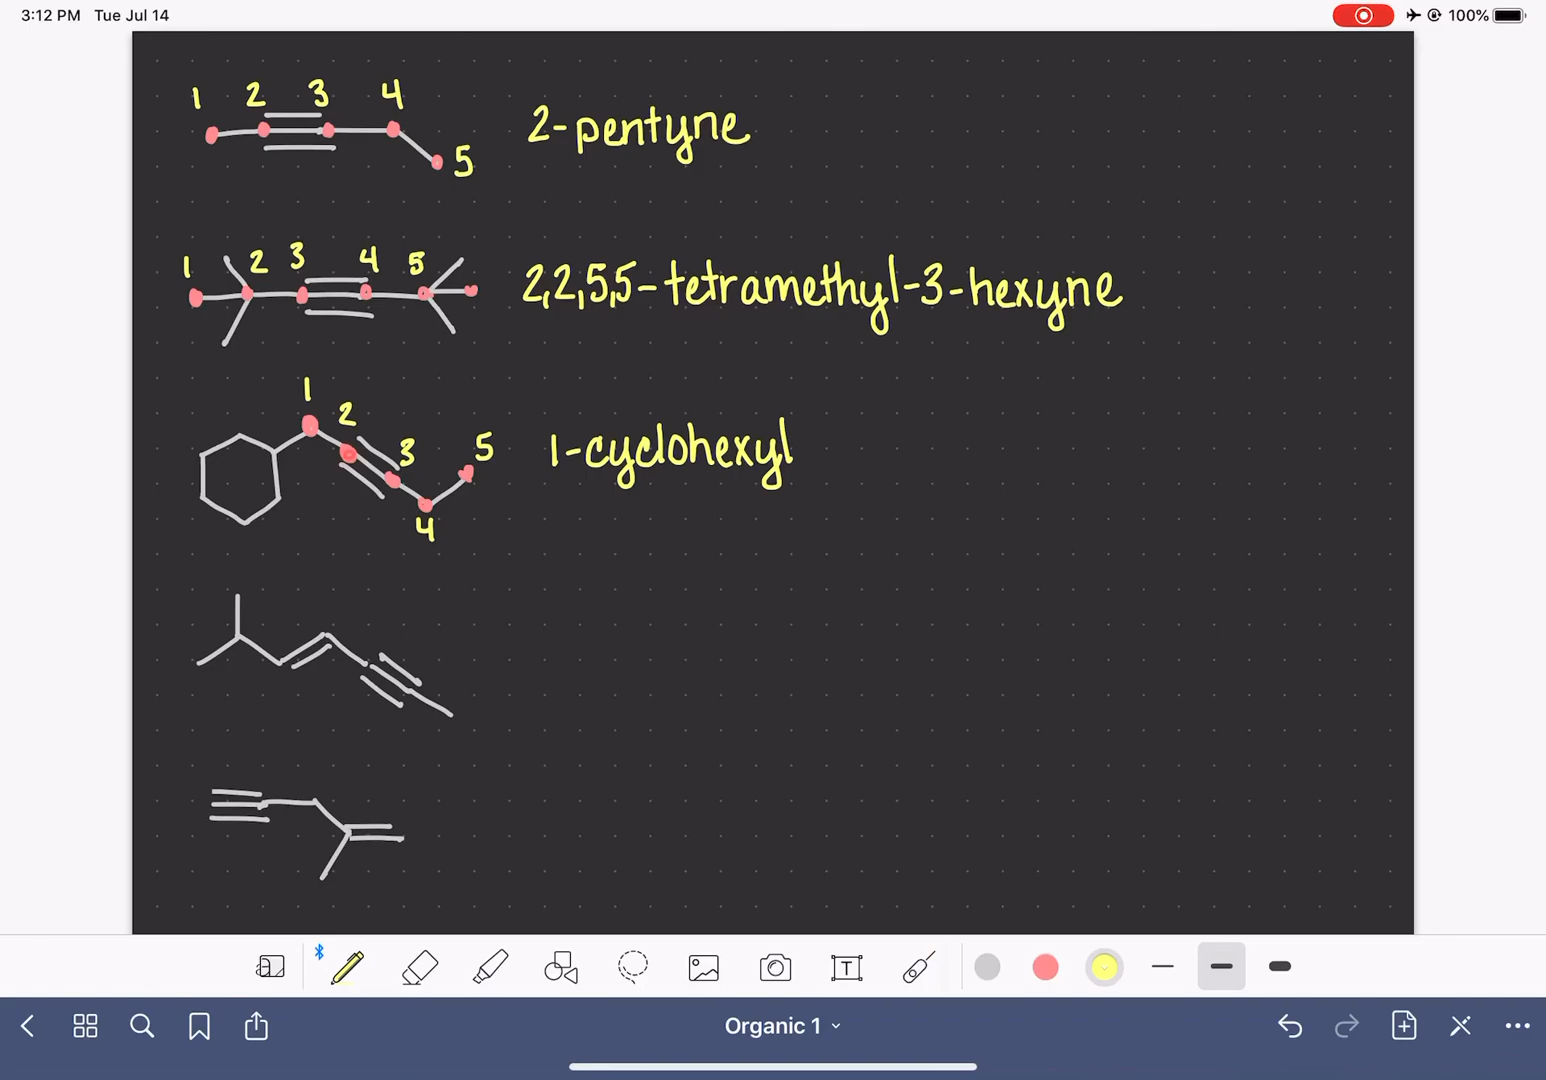 3:12 PM Tue Jul 14 100%
1 2 3 4
5
2-pentyne
1 2 3 4 5
2,2,5,5-tetramethyl-3-hexyne
1 2 3 5
4
1-cyclohexyl
T
Organic 1